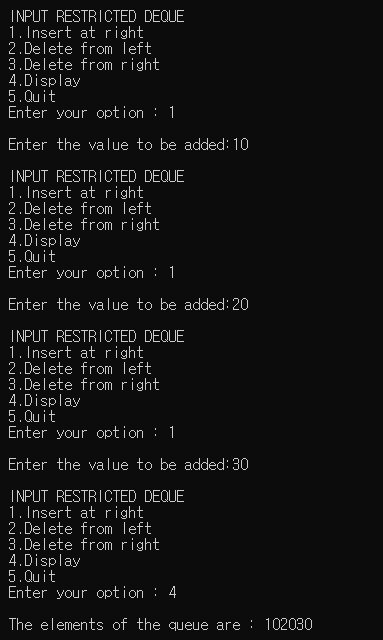 INPUT RESTRICTED DEQUE
1.Insert at right
2.Delete from left
3.Delete from right
4.Display
5.Quit
Enter your option : 1
Enter the value to be added:10
INPUT RESTRICTED DEQUE
1.Insert at right
2.Delete from left
3.Delete from right
4.Display
5.Quit
Enter your option : 1
Enter the value to be added:20
INPUT RESTRICTED DEQUE
1.Insert at right
2.Delete from left
3.Delete from right
4.Display
5.Quit
Enter your option : 1
Enter the value to be added:30
INPUT RESTRICTED DEQUE
1.Insert at right
2.Delete from left
3.Delete from right
4.Display
5.Quit
Enter your option : 4
The elements of the queue are : 102030